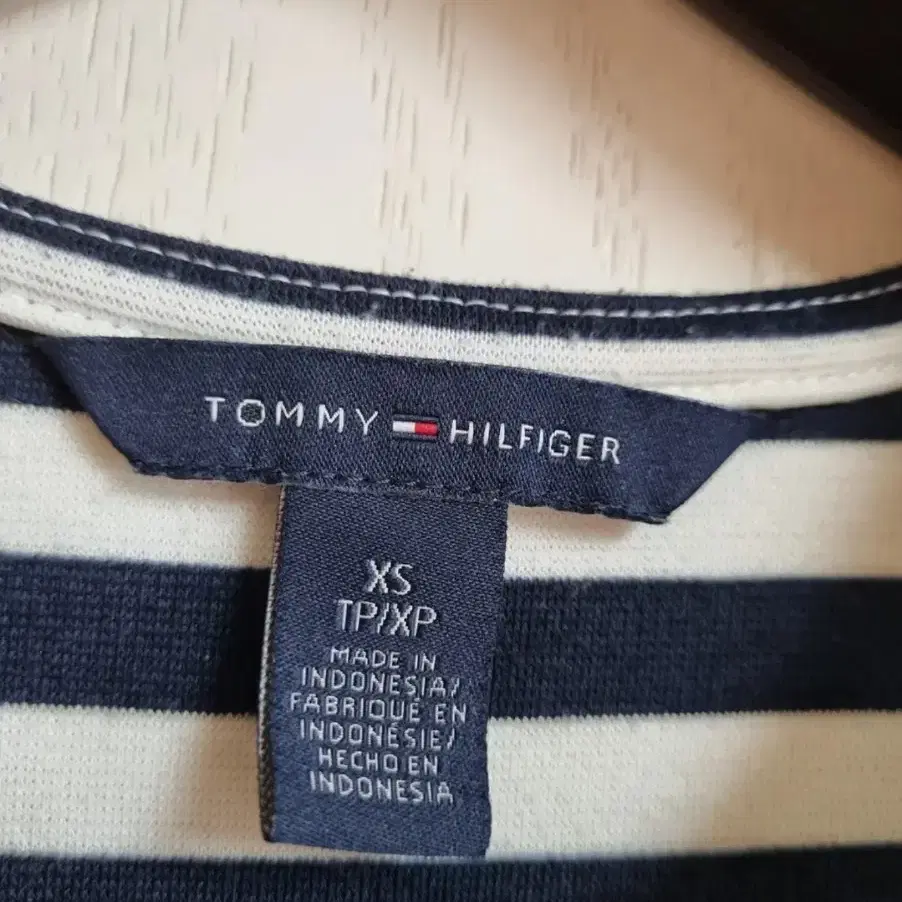 TOMMY HILFIGER
XS
TP/XP
MADE IN
INDONESIA/
FABRIQUÉ EN
INDONÉSIE/
HECHO EN
INDONESIA